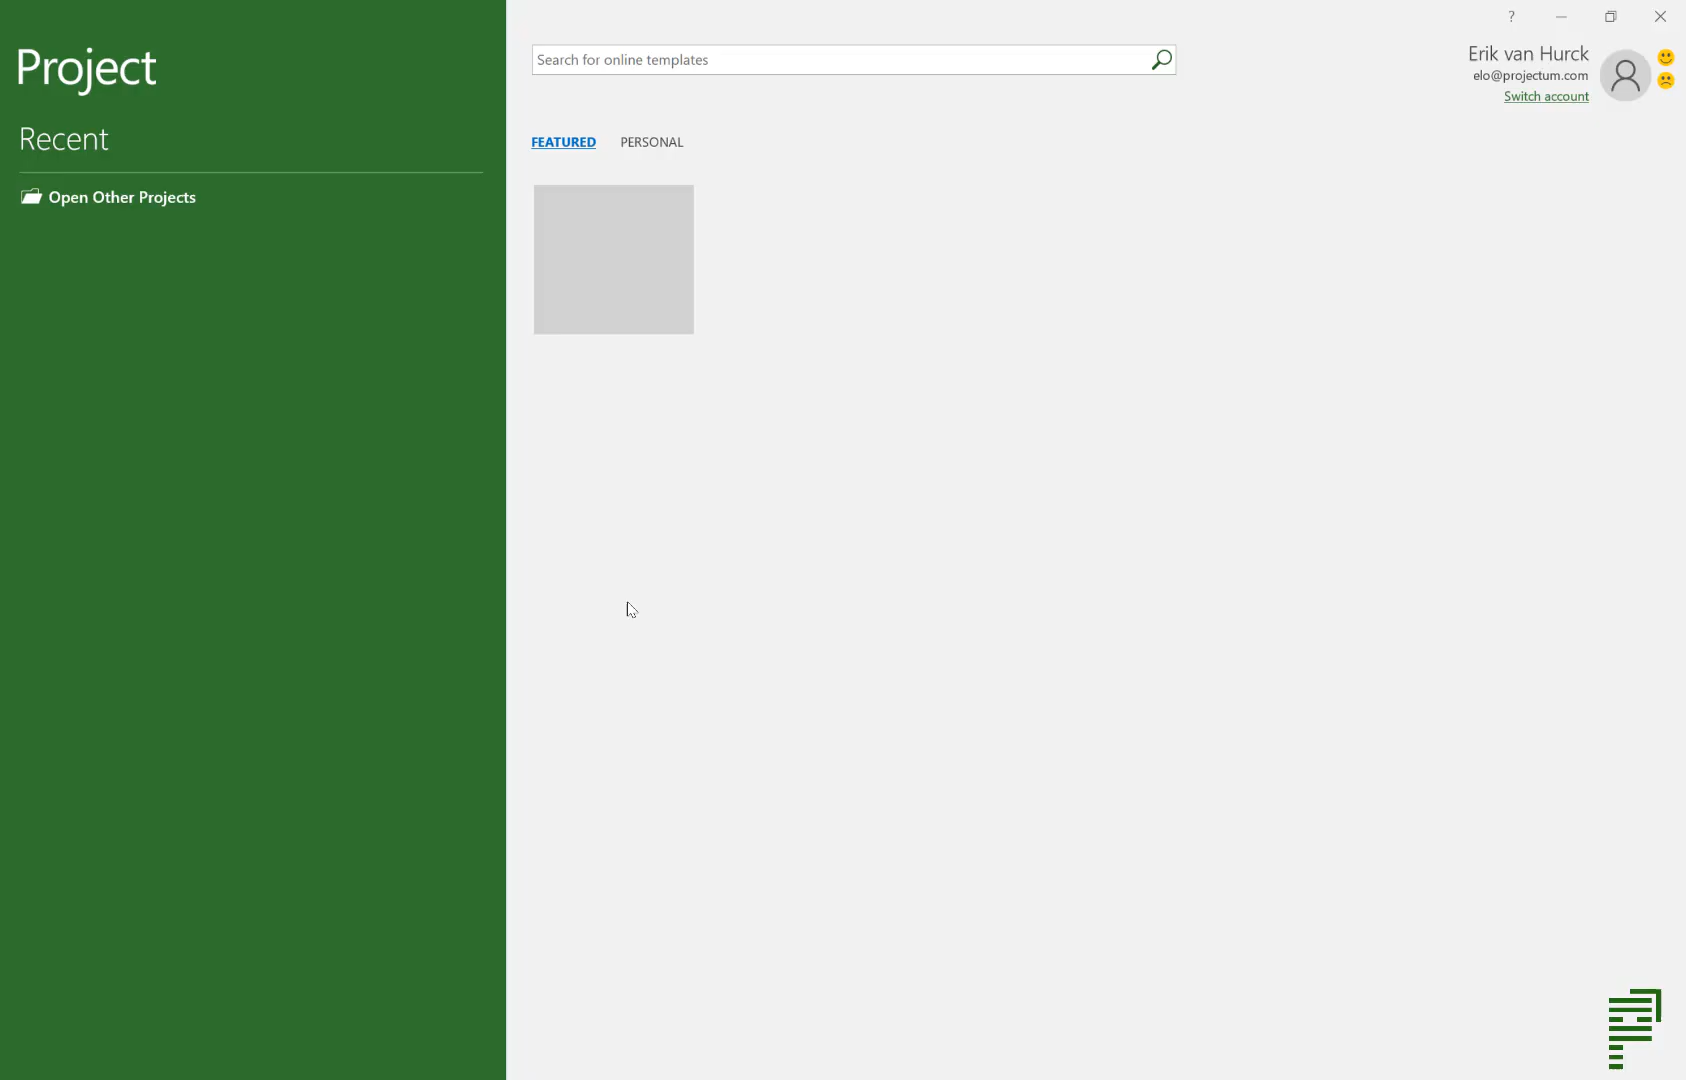 ?
Project
Search for online templates
Erik van Hurck
elo@projectum.com
Switch account
Recent
FEATURED PERSONAL
Open Other Projects